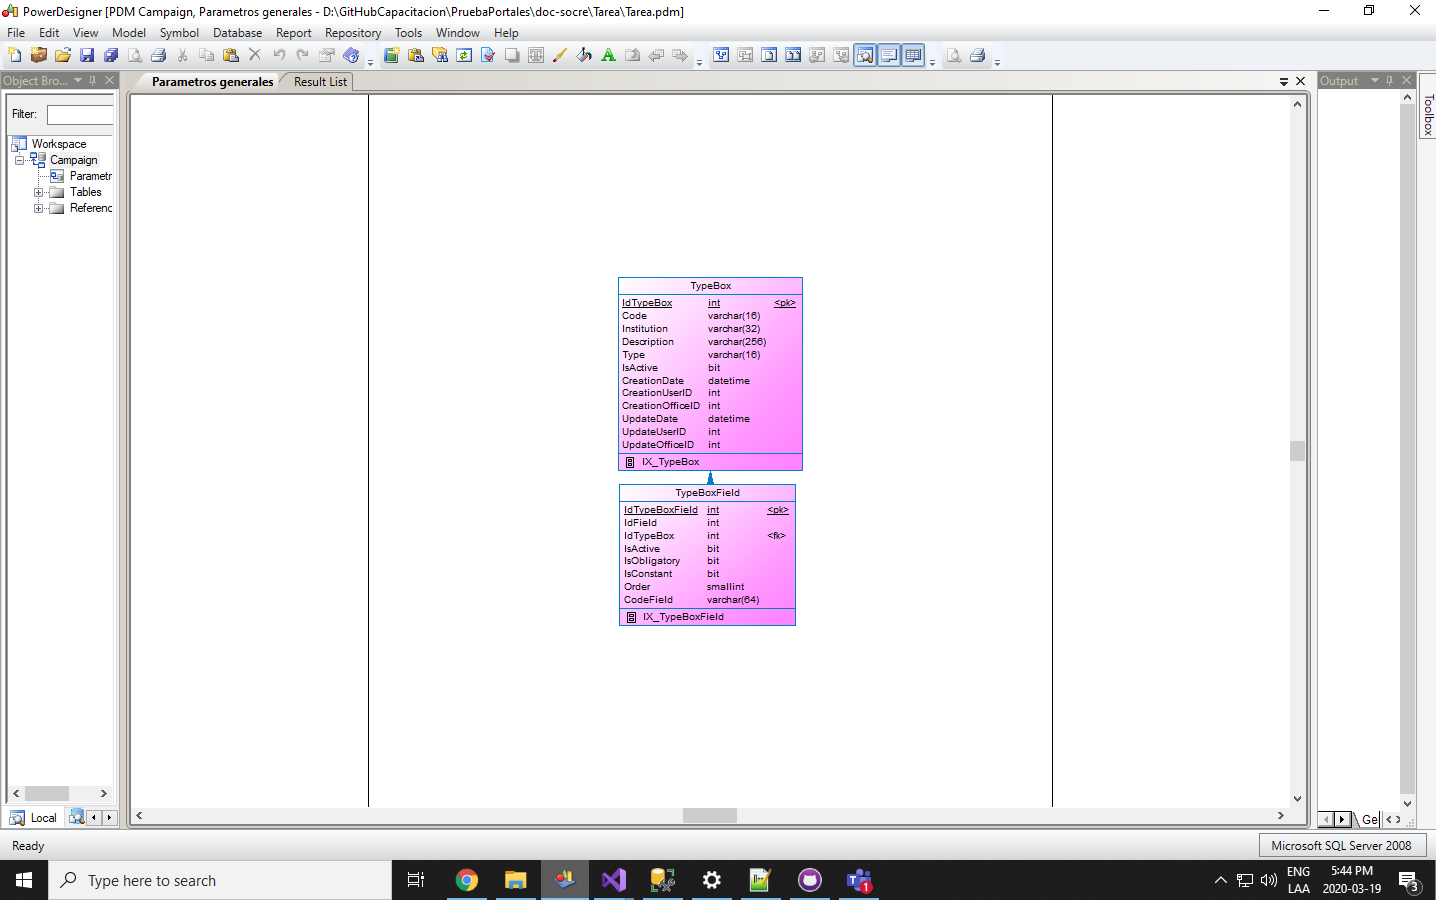 PowerDesigner [PDM Campaign, Parametros generales - D:\GitHubCapacitacion\PruebaPortales\doc-socre\Tarea\Tarea.pdm]
File Edit View Model Symbol Database Report Repository Tools Window Help
Object Bro...
Parametros generales
Result List
Output
Toolbox
Filter:
Workspace
Campaign
Parametr
Tables
Referenc
TypeBox
IdTypeBox int <pk>
Code varchar(16)
Institution varchar(32)
Description varchar(256)
Type varchar(16)
IsActive bit
CreationDate datetime
CreationUserID int
CreationOfficeID int
UpdateDate datetime
UpdateUserID int
UpdateOfficeID int
IX_TypeBox
TypeBoxField
IdTypeBoxField int <pk>
IdField int
IdTypeBox int <fk>
IsActive bit
IsObligatory bit
IsConstant bit
Order smallint
CodeField varchar(64)
IX_TypeBoxField
Local
Ge
Ready
Microsoft SQL Server 2008
Type here to search
1
ENG
LAA
5:44 PM
2020-03-19
3